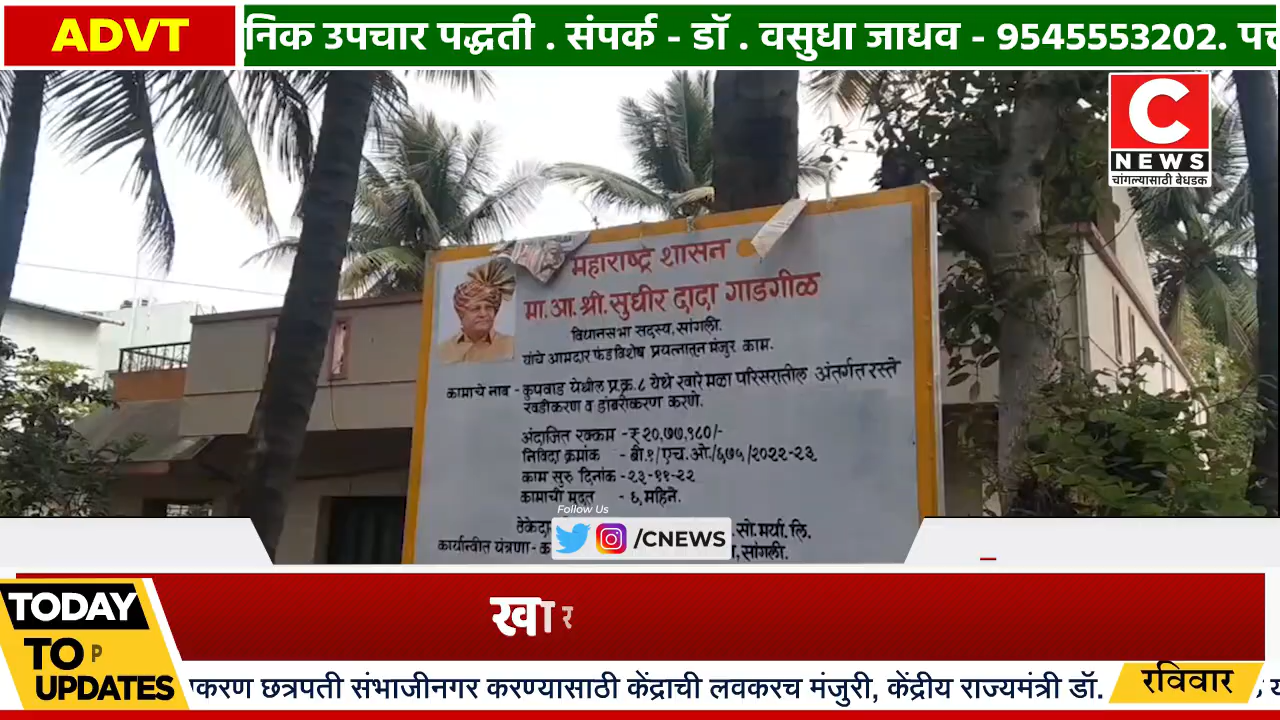 ADVT
निक उपचार पद्धती . संपर्क - डॉ . वसुधा जाधव - 9545553202.
C
NEWS
चांगल्यासाठी बेधडक
महाराष्ट्र शासन
मा. आ. श्री. सुधीर दादा गाडगीळ
विधानसभा सदस्य, सांगली.
यांचे आमदार फंड विशेष प्रयत्नातून मंजुर काम.
कामाचे नाव - कुपवाड येथील प्र.क्र. ८ येथे खारे मळा परिसरातील अंतर्गत रस्ते
खडीकरण व डांबरीकरण करणे.
अंदाजित रक्कम - ₹ २०,७७,९८०/-
निविदा क्रमांक - बी.१/एच.ओ./६७५/२०२२-२३
काम सुरु दिनांक - २३-११-२२
कामाची मुदत - ६, महिने.
सो. मर्या. लि.
कार्यान्वीत यंत्रणा -
सांगली.
Follow Us
/CNEWS
खार
TODAY
TOP
UPDATES
करण छत्रपती संभाजीनगर करण्यासाठी केंद्राची लवकरच मंजुरी, केंद्रीय राज्यमंत्री डॉ.
रविवार